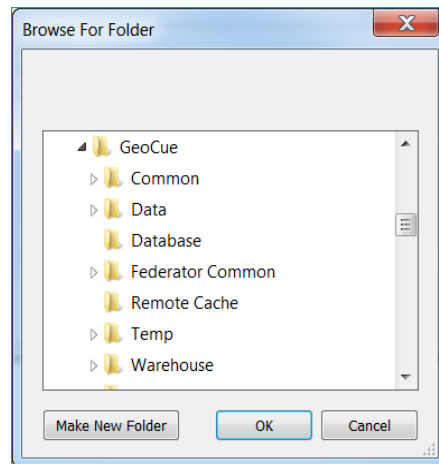 Browse For Folder
GeoCue
Common
Data
Database
Federator Common
Remote Cache
Temp
Warehouse
Make New Folder OK Cancel